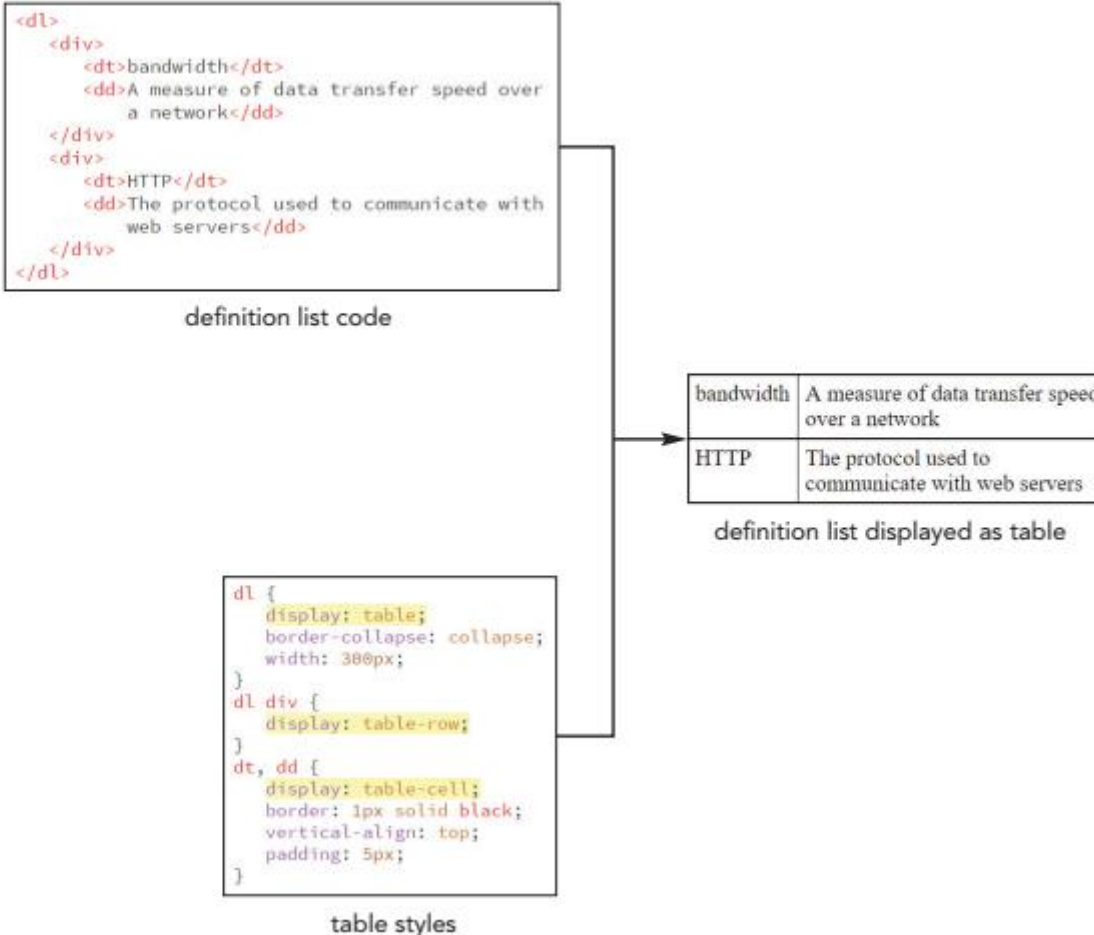 <dl>
<div>
<dt>bandwidth</dt>
<dd>A measure of data transfer speed over
a network</dd>
</div>
<div>
<dt>HTTP</dt>
<dd>The protocol used to communicate with
web servers</dd>
</div>
</dl>
definition list code
bandwidth A measure of data transfer speed
over a network
HTTP The protocol used to
communicate with web servers
definition list displayed as table
dl {
display: table;
border-collapse: collapse;
width: 300px;
}
dl div {
display: table-row;
}
dt, dd {
display: table-cell;
border: 1px solid black;
vertical-align: top;
padding: 5px;
}
table styles